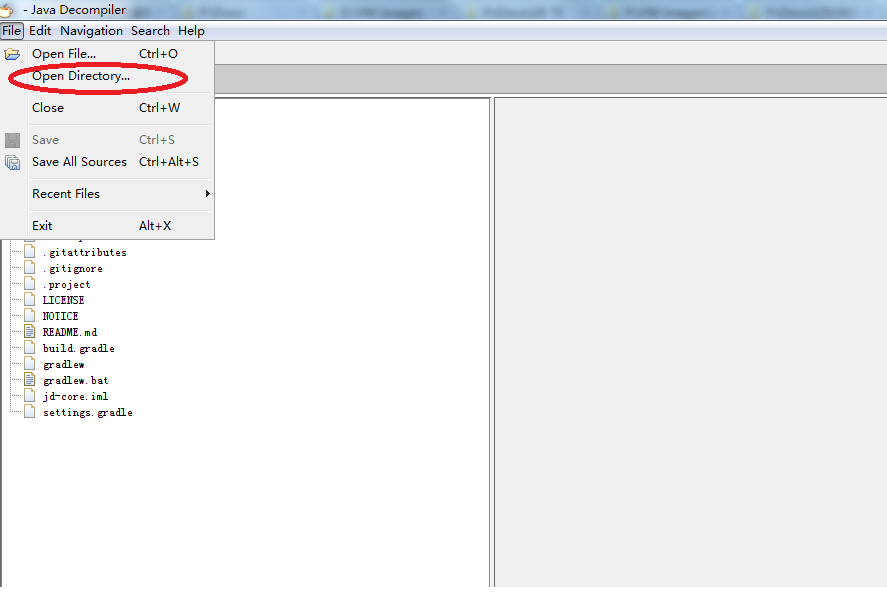 - Java Decompiler
File Edit Navigation Search Help
Open File... Ctrl+O
Open Directory...
Close Ctrl+W
Save Ctrl+S
Save All Sources Ctrl+Alt+S
Recent Files
Exit Alt+X
.gitattributes
.gitignore
.project
LICENSE
NOTICE
README.md
build.gradle
gradlew
gradlew.bat
jd-core.iml
settings.gradle